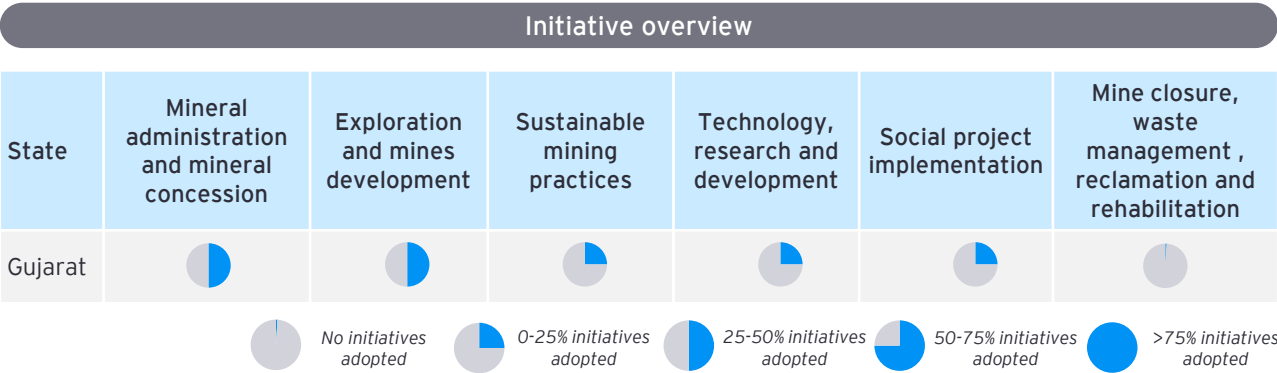 Initiative overview
State
Mineral
administration
and mineral
concession
Exploration
and mines
development
Sustainable
mining
practices
Technology,
research and
development
Social project
implementation
Mine closure,
waste
management ,
reclamation and
rehabilitation
Gujarat
No initiatives
adopted
0-25% initiatives
adopted
25-50% initiatives
adopted
50-75% initiatives
adopted
>75% initiatives
adopted